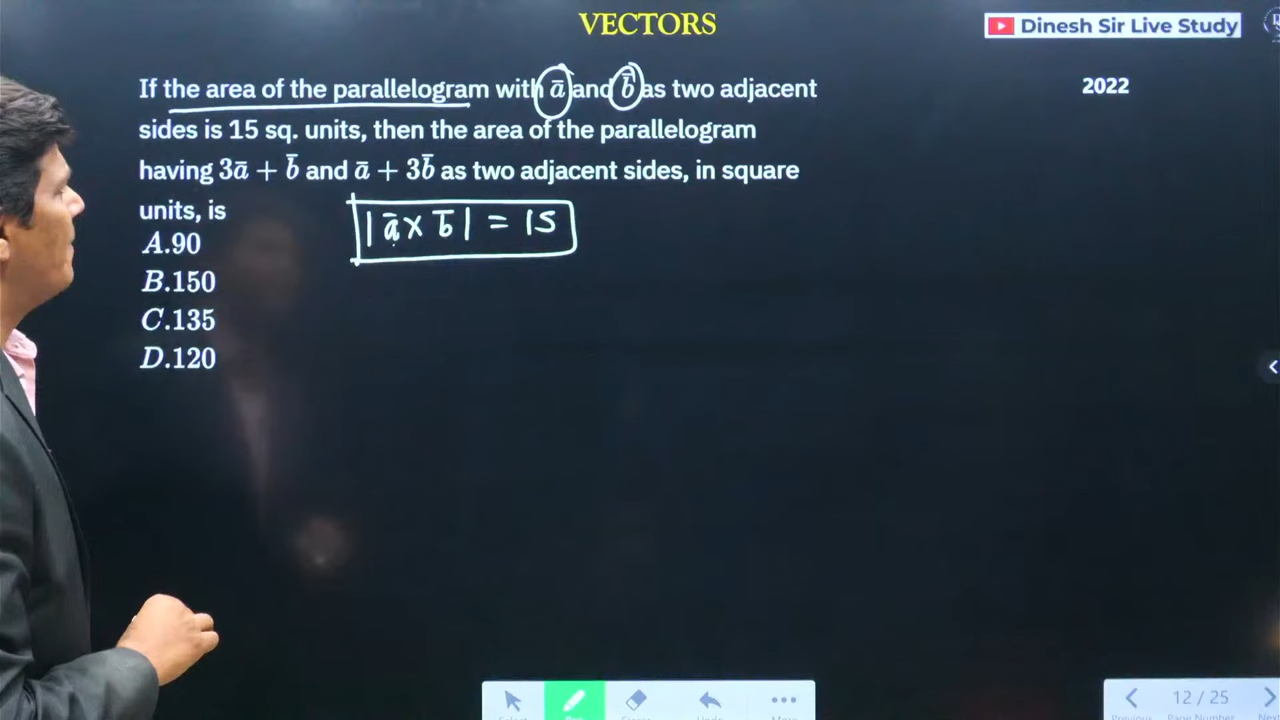 VECTORS
Dinesh Sir Live Study
If the area of the parallelogram with ā and b̄ as two adjacent
2022
sides is 15 sq. units, then the area of the parallelogram
having 3ā + b̄ and ā + 3b̄ as two adjacent sides, in square
units, is
|ā × b̄| = 15
A.90
B.150
C.135
D.120
12 / 25